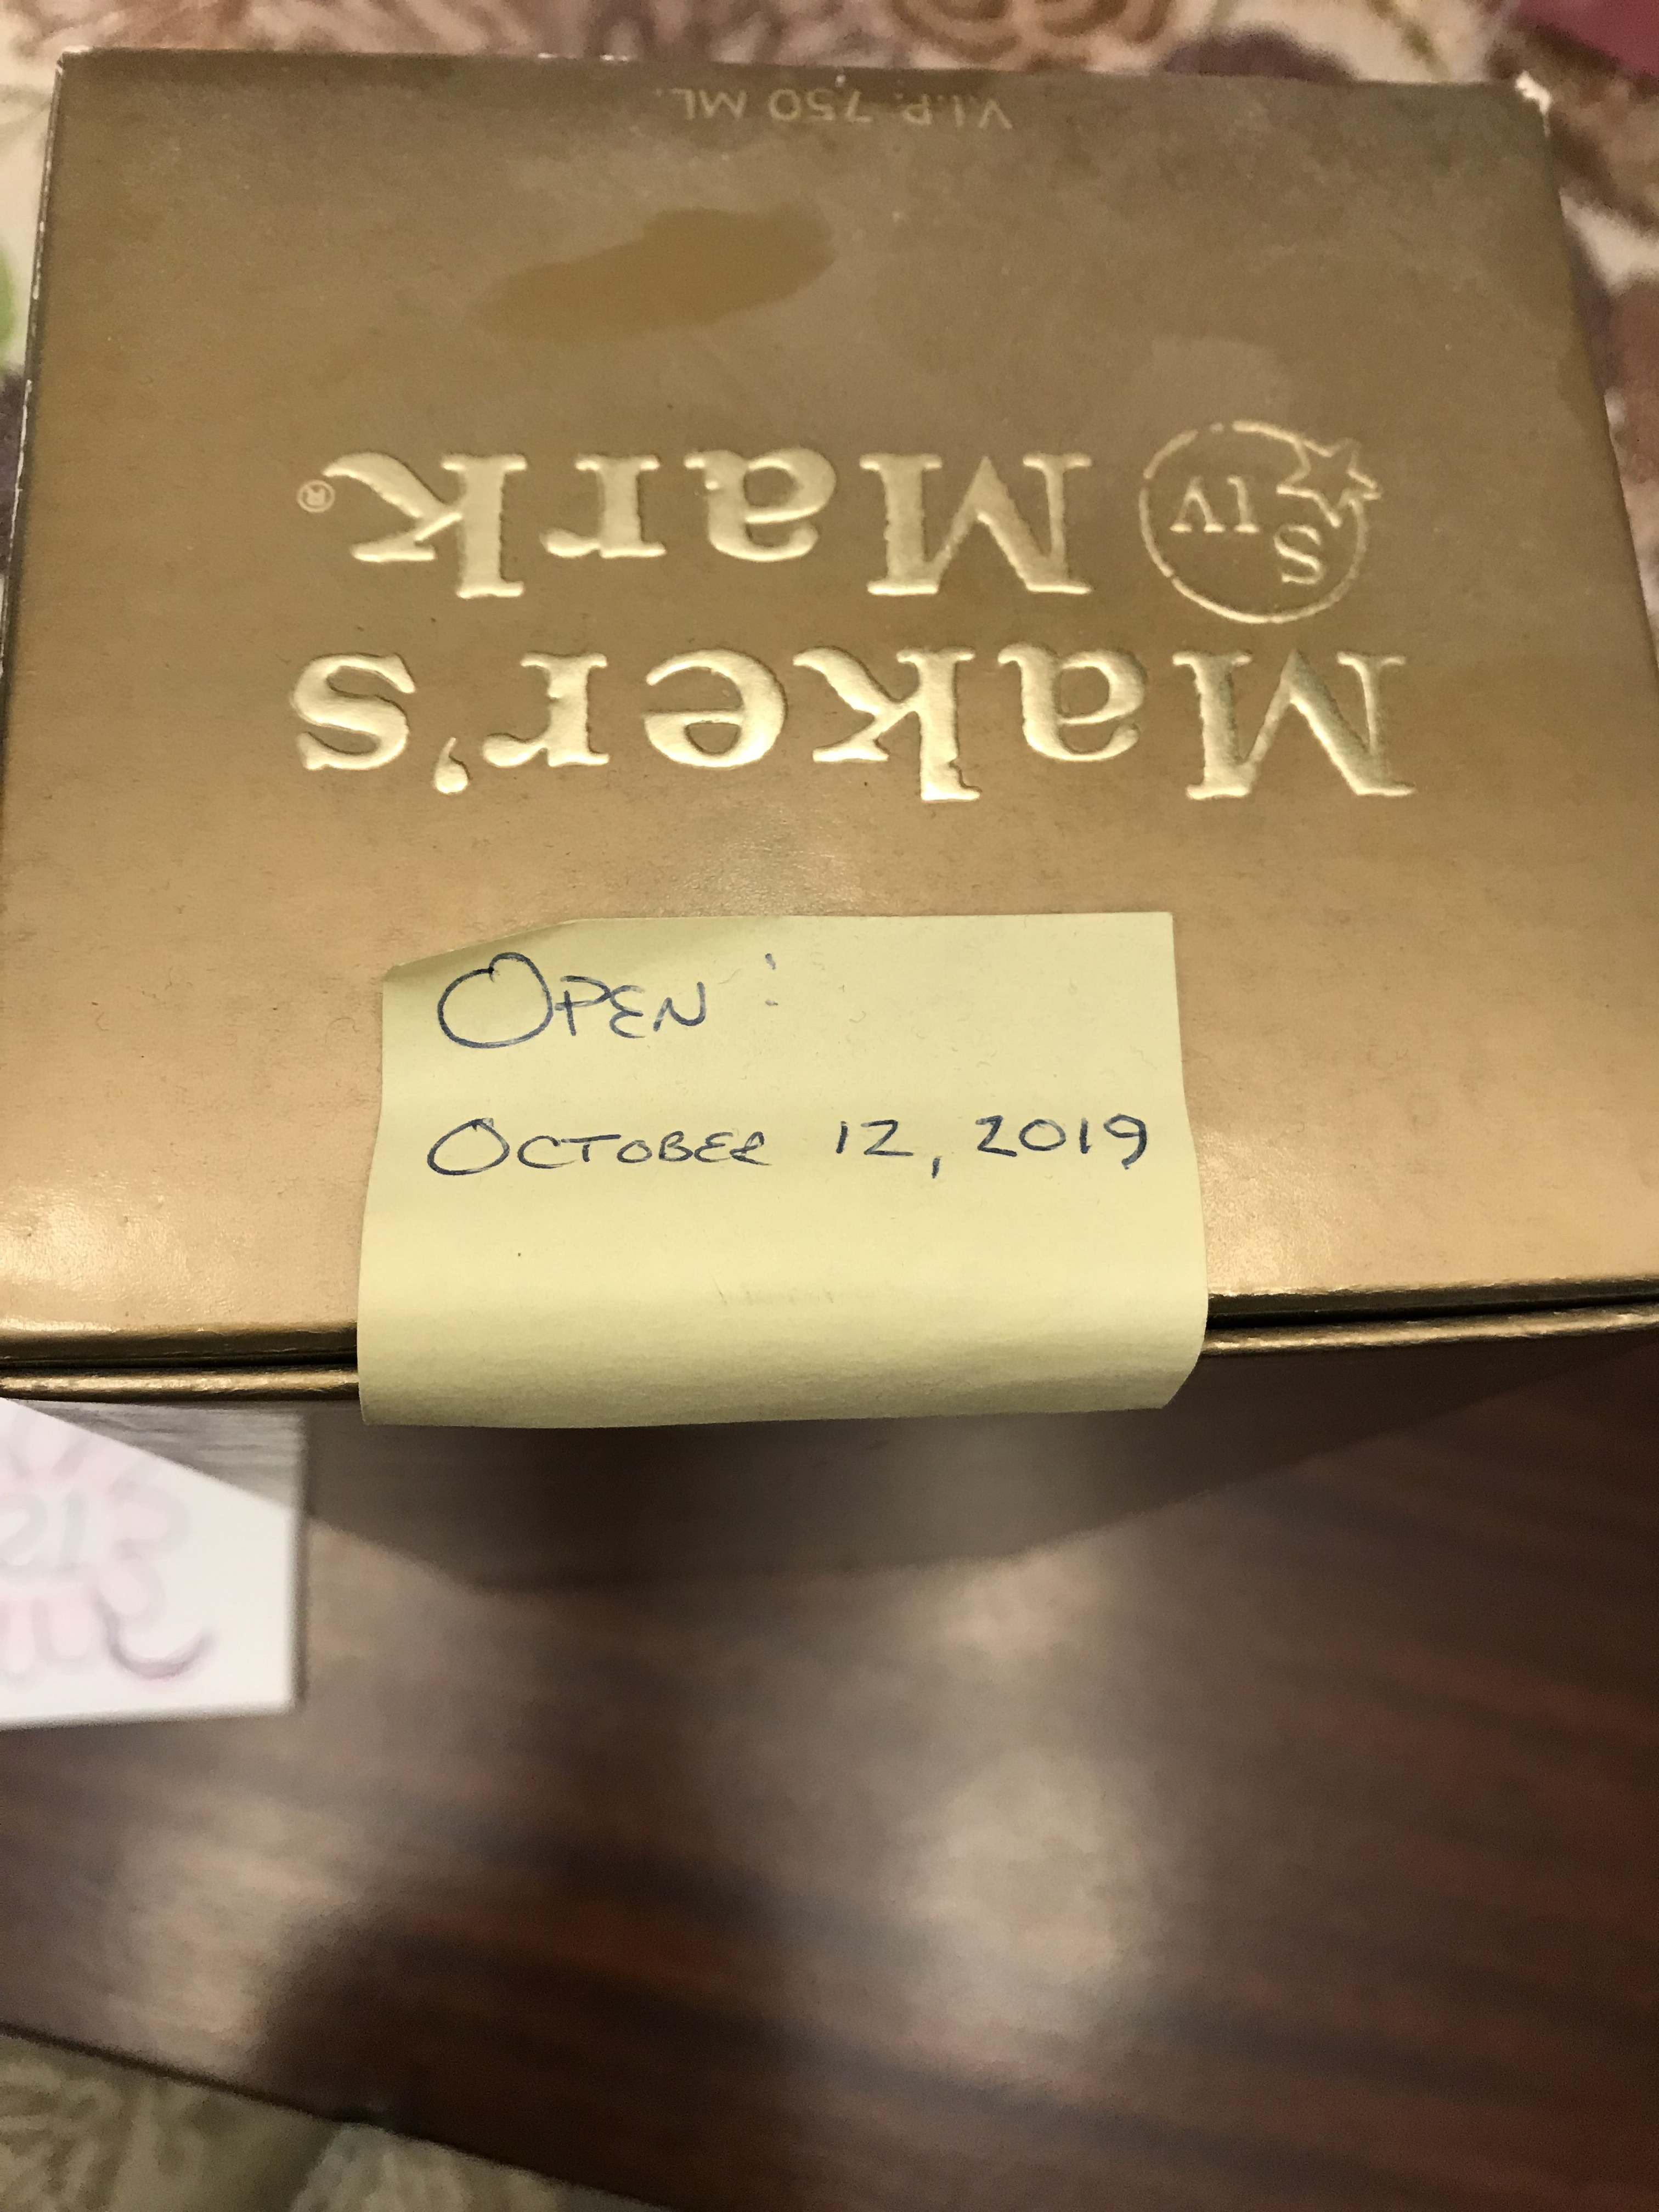 V.I.P. 750 ML.
Maker's
S IV Mark®
OPEN:
OCTOBER 12, 2019